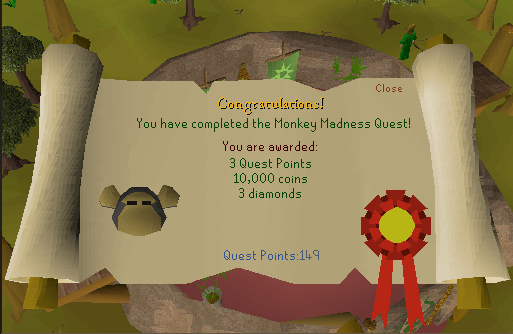 Close
Congratulations!
You have completed the Monkey Madness Quest!
You are awarded:
3 Quest Points
10,000 coins
3 diamonds
Quest Points:149